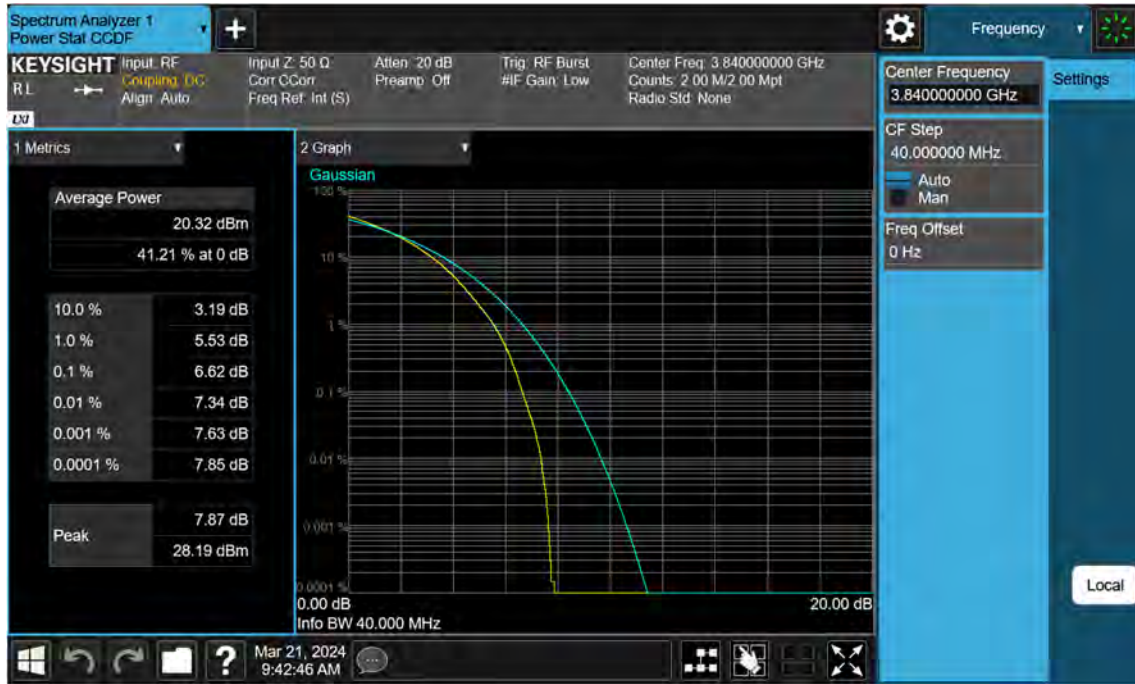 Spectrum Analyzer 1
Power Stat CCDF
+
Frequency
KEYSIGHT
RL
LXI
Input: RF
Coupling: DC
Align: Auto
Input Z: 50 Ω
Corr CCorr
Freq Ref: Int (S)
Atten: 20 dB
Preamp: Off
Trig: RF Burst
#IF Gain: Low
Center Freq: 3.840000000 GHz
Counts: 2.00 M/2.00 Mpt
Radio Std: None
Center Frequency
3.840000000 GHz
Settings
CF Step
40.000000 MHz
Auto
Man
Freq Offset
0 Hz
Local
1 Metrics
Average Power
20.32 dBm
41.21 % at 0 dB
10.0 % 3.19 dB
1.0 % 5.53 dB
0.1 % 6.62 dB
0.01 % 7.34 dB
0.001 % 7.63 dB
0.0001 % 7.85 dB
Peak
7.87 dB
28.19 dBm
2 Graph
Gaussian
100 %
10 %
1 %
0.1 %
0.01 %
0.001 %
0.0001 %
0.00 dB 20.00 dB
Info BW 40.000 MHz
?
Mar 21, 2024
9:42:46 AM